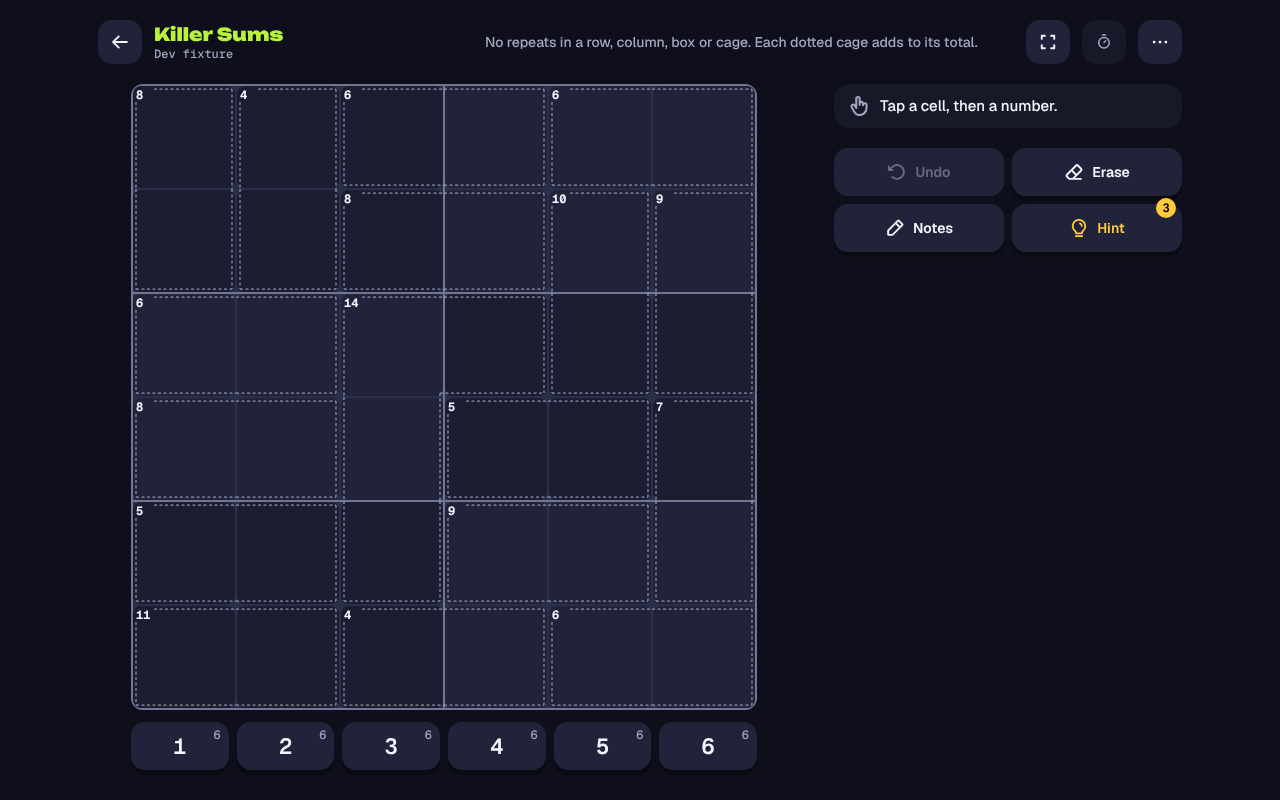 Killer Sums
Dev fixture
No repeats in a row, column, box or cage. Each dotted cage adds to its total.
8 4 6 6
8 10 9
6 14
8 5 7
5 9
11 4 6
1 6 2 6 3 6 4 6 5 6 6 6
Tap a cell, then a number.
Undo Erase
Notes Hint 3